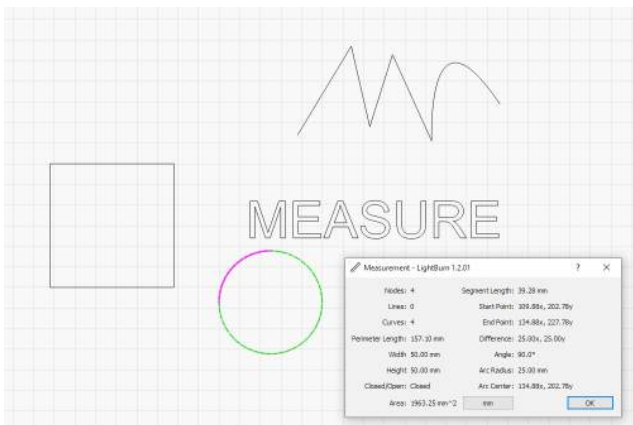 MEASURE
Measurement - LightBurn 1.2.01
Nodes: 4 Segment Length: 39.28 mm
Lines: 0 Start Point: 109.88x, 202.78y
Curves: 4 End Point: 134.88x, 227.78y
Perimeter Length: 157.10 mm Difference: 25.00x, 25.00y
Width 50.00 mm Angle: 90.0°
Height 50.00 mm Arc Radius: 25.00 mm
Closed/Open: Closed Arc Center: 134.88x, 202.78y
Area: 1963.25 mm^2 mm OK